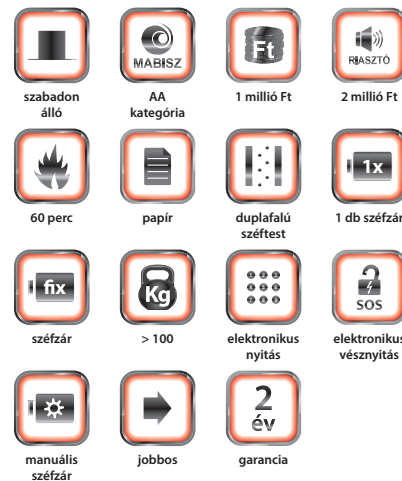 MABISZ
Ft
RIASZTÓ
szabadon
álló
AA
kategória
1 millió Ft
2 millió Ft
1x
60 perc
papír
duplafalú
széftest
1 db széfzár
fix
Kg
SOS
széfzár
> 100
elektronikus
nyitás
elektronikus
vésznyitás
2
év
manuális
széfzár
jobbos
garancia